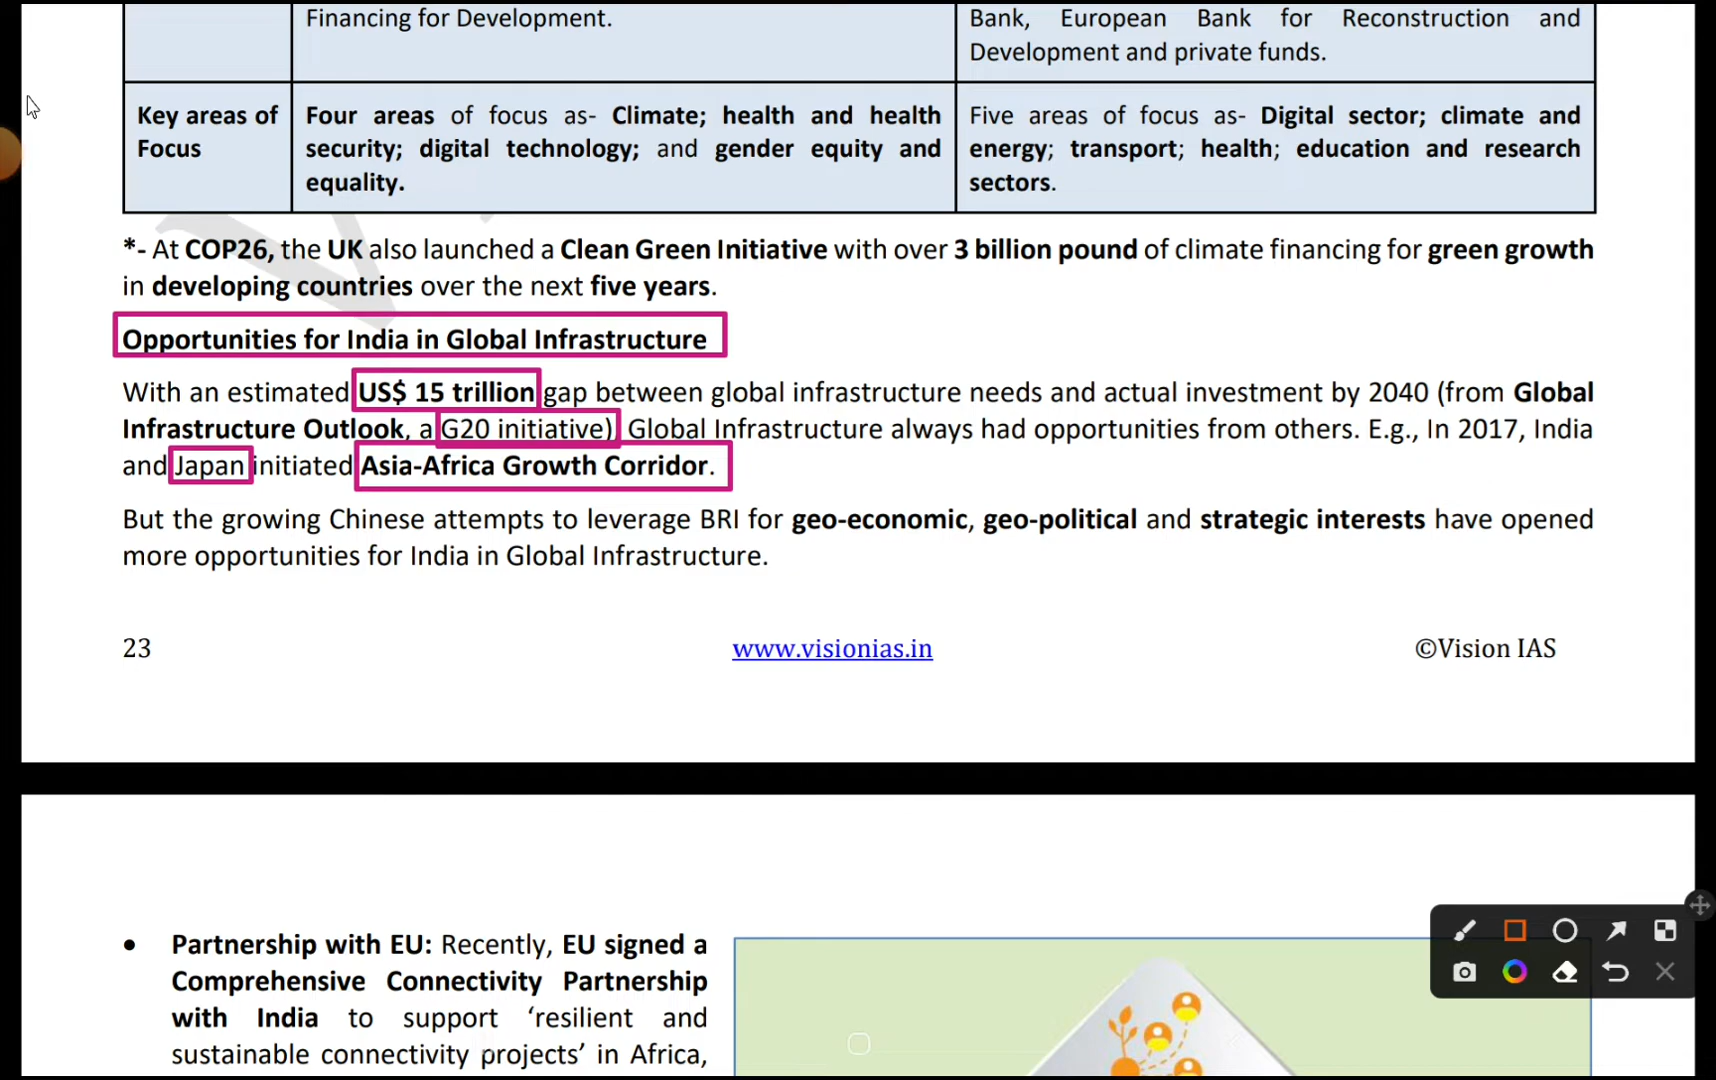 Financing for Development.
Bank, European Bank for Reconstruction and
Development and private funds.
Key areas of
Focus
Four areas of focus as- Climate; health and health
security; digital technology; and gender equity and
equality.
Five areas of focus as- Digital sector; climate and
energy; transport; health; education and research
sectors.
*- At COP26, the UK also launched a Clean Green Initiative with over 3 billion pound of climate financing for green growth
in developing countries over the next five years.
Opportunities for India in Global Infrastructure
With an estimated US$ 15 trillion gap between global infrastructure needs and actual investment by 2040 (from Global
Infrastructure Outlook, a G20 initiative), Global Infrastructure always had opportunities from others. E.g., In 2017, India
and Japan initiated Asia-Africa Growth Corridor.
But the growing Chinese attempts to leverage BRI for geo-economic, geo-political and strategic interests have opened
more opportunities for India in Global Infrastructure.
23 www.visionias.in ©Vision IAS
• Partnership with EU: Recently, EU signed a
Comprehensive Connectivity Partnership
with India to support ‘resilient and
sustainable connectivity projects’ in Africa,